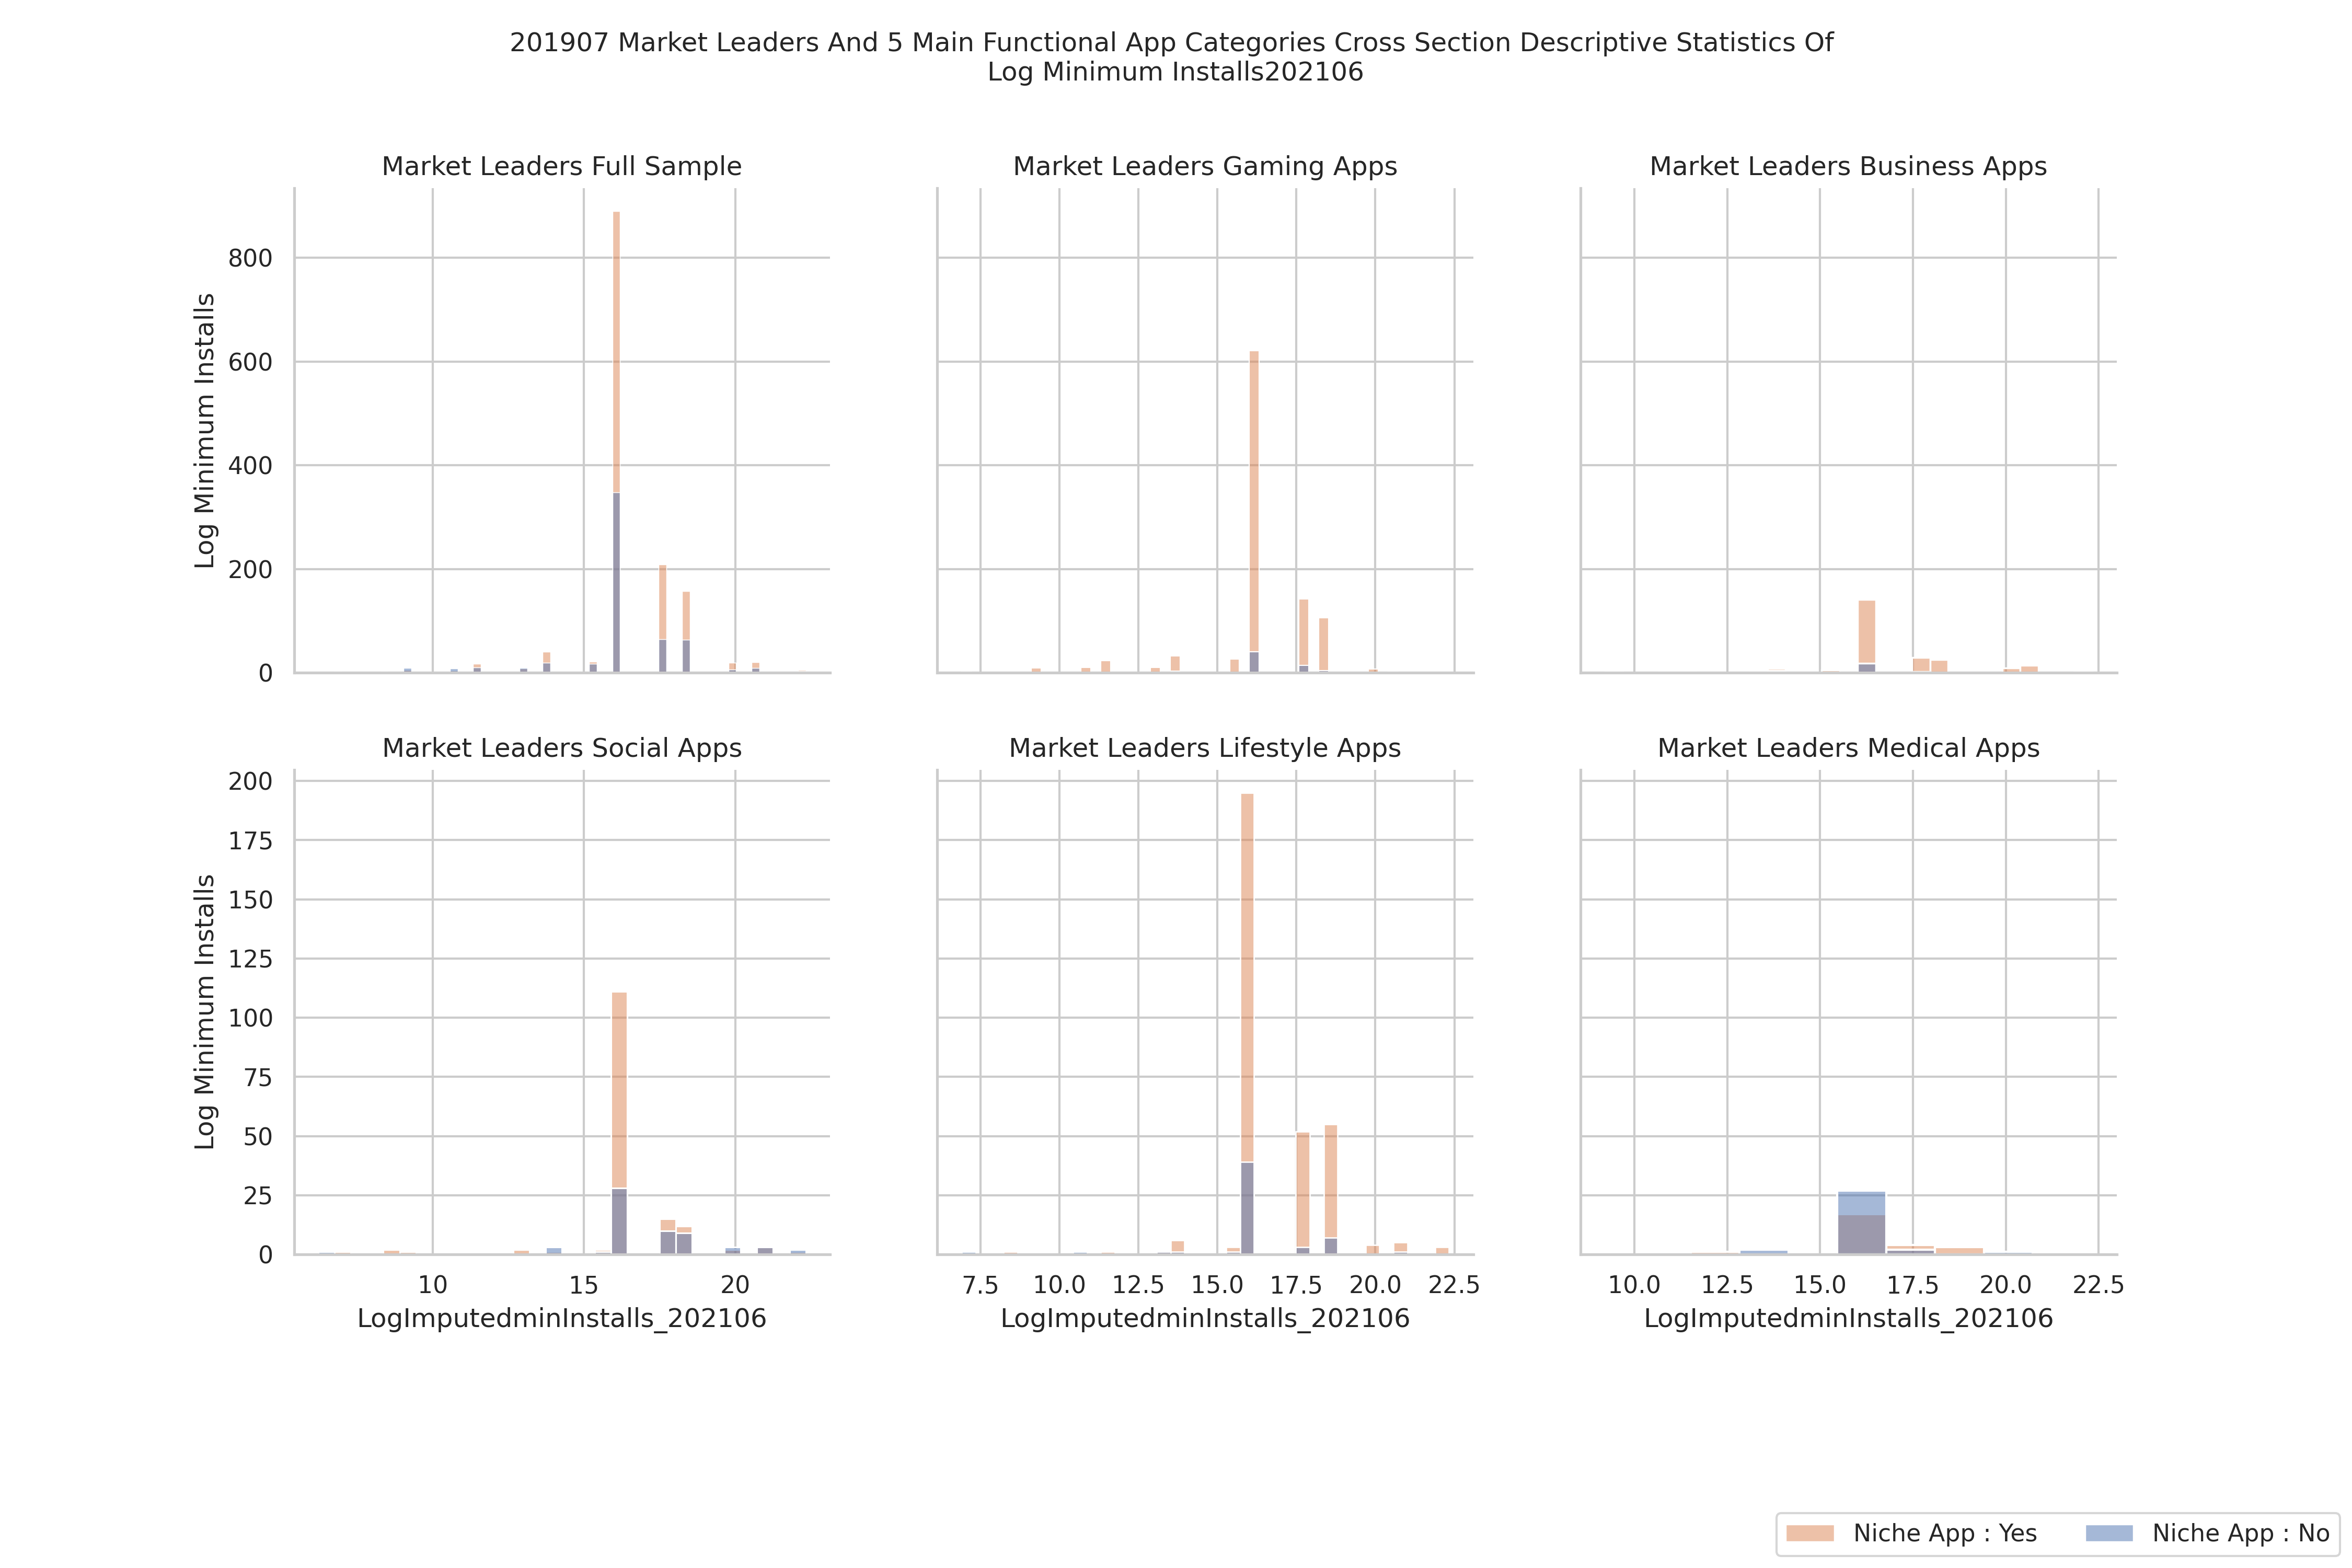 201907 Market Leaders And 5 Main Functional App Categories Cross Section Descriptive Statistics Of
Log Minimum Installs202106
Market Leaders Full Sample
Market Leaders Gaming Apps
Market Leaders Business Apps
Log Minimum Installs
800
600
400
200
0
Market Leaders Social Apps
Market Leaders Lifestyle Apps
Market Leaders Medical Apps
Log Minimum Installs
200
175
150
125
100
75
50
25
0
10 15 20
7.5 10.0 12.5 15.0 17.5 20.0 22.5
10.0 12.5 15.0 17.5 20.0 22.5
LogImputedminInstalls_202106
LogImputedminInstalls_202106
LogImputedminInstalls_202106
Niche App : Yes
Niche App : No